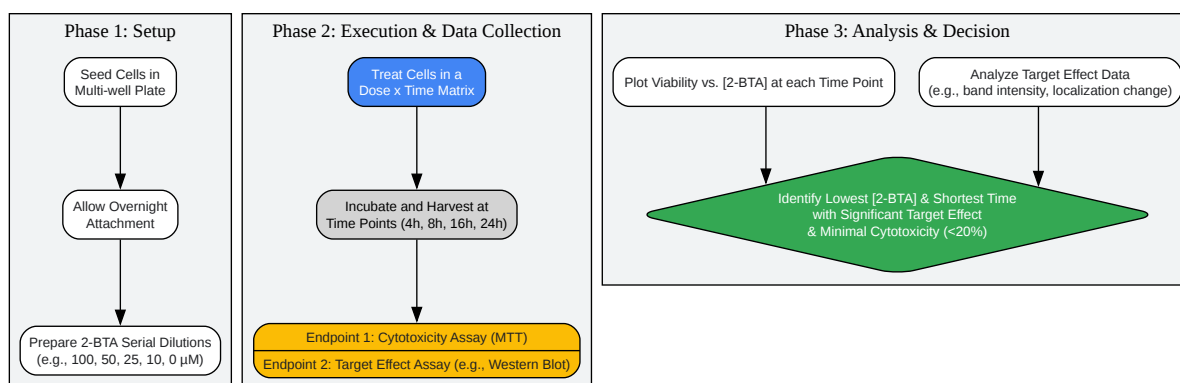 Phase 1: Setup
Seed Cells in
Multi-well Plate
Allow Overnight
Attachment
Prepare 2-BTA Serial Dilutions
(e.g., 100, 50, 25, 10, 0 µM)
Phase 2: Execution & Data Collection
Treat Cells in a
Dose x Time Matrix
Incubate and Harvest at
Time Points (4h, 8h, 16h, 24h)
Endpoint 1: Cytotoxicity Assay (MTT)
Endpoint 2: Target Effect Assay (e.g., Western Blot)
Phase 3: Analysis & Decision
Plot Viability vs. [2-BTA] at each Time Point
Analyze Target Effect Data
(e.g., band intensity, localization change)
Identify Lowest [2-BTA] & Shortest Time
with Significant Target Effect
& Minimal Cytotoxicity (<20%)